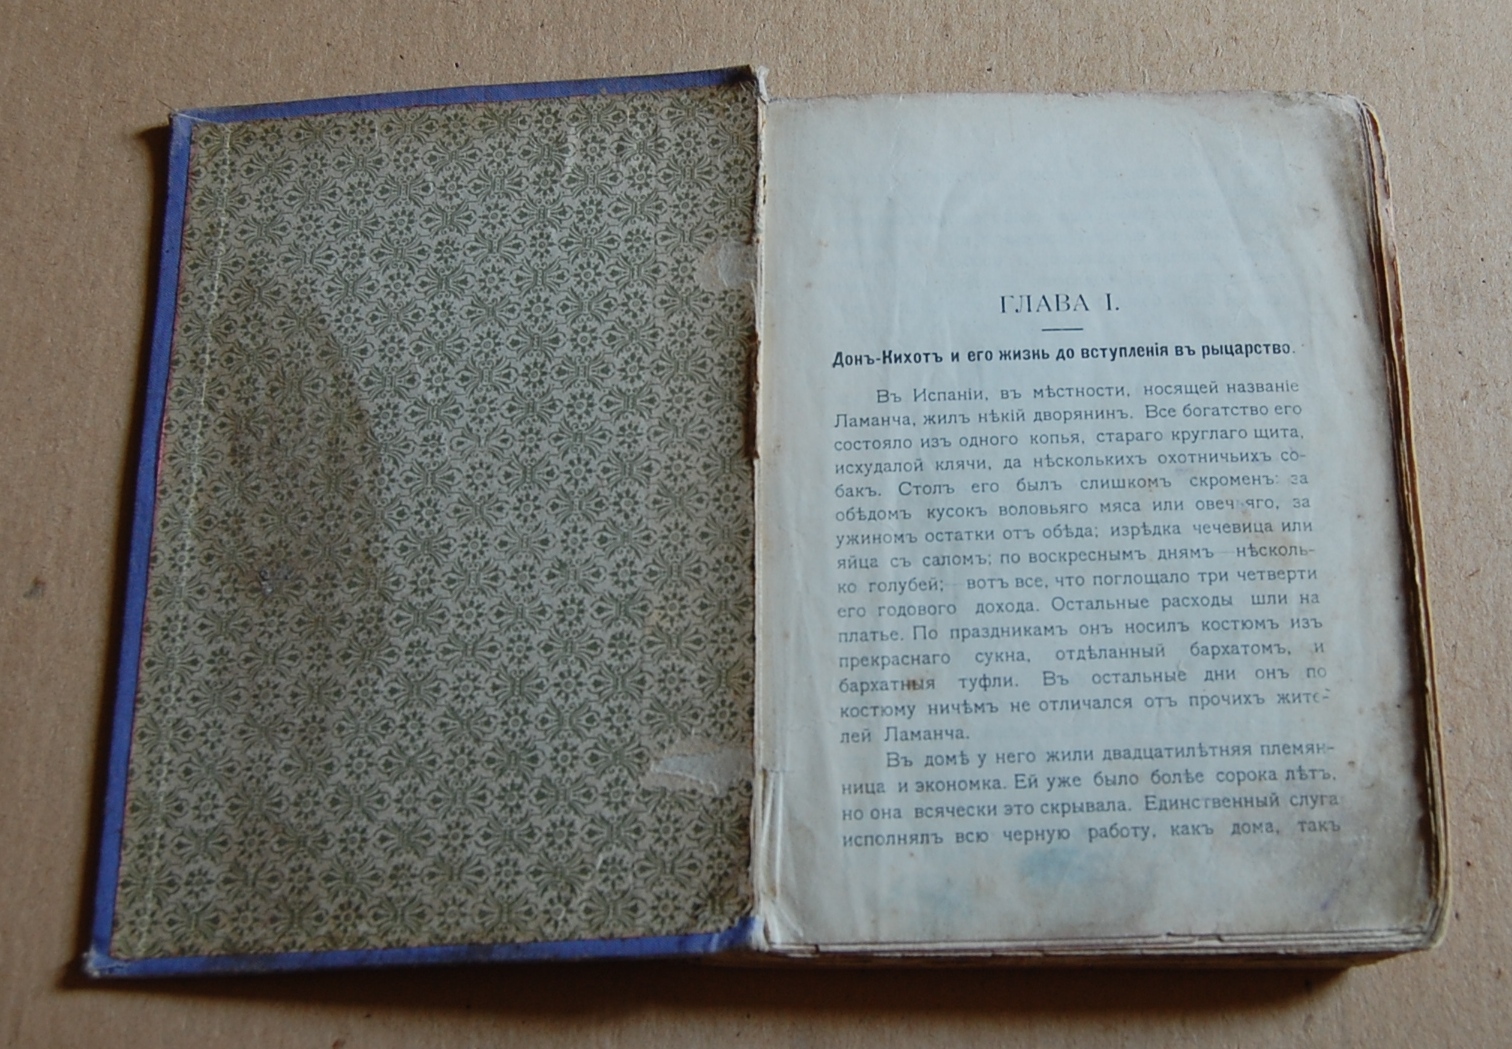 ГЛАВА I.
Донъ-Кихотъ и его жизнь до вступленія въ рыцарство.
Въ Испаніи, въ мѣстности, носящей названіе
Ламанча, жилъ нѣкій дворянинъ. Все богатство его
состояло изъ одного копья, стараго круглаго щита,
исхудалой клячи, да нѣсколькихъ охотничьихъ со-
бакъ. Столъ его былъ слишкомъ скроменъ: за
обѣдомъ кусокъ воловьяго мяса или овечьяго, за
ужиномъ остатки отъ обѣда; изрѣдка чечевица или
яйца съ саломъ; по воскреснымъ днямъ нѣсколь-
ко голубей; вотъ все, что поглощало три четверти
его годового дохода. Остальные расходы шли на
платье. По праздникамъ онъ носилъ костюмъ изъ
прекраснаго сукна, отдѣланный бархатомъ, и
бархатныя туфли. Въ остальные дни онъ по
костюму ничѣмъ не отличался отъ прочихъ жите-
лей Ламанча.
Въ домѣ у него жили двадцатилѣтняя племян-
ница и экономка. Ей уже было болѣе сорока лѣтъ,
но она всячески это скрывала. Единственный слуга
исполнялъ всю черную работу, какъ дома, такъ